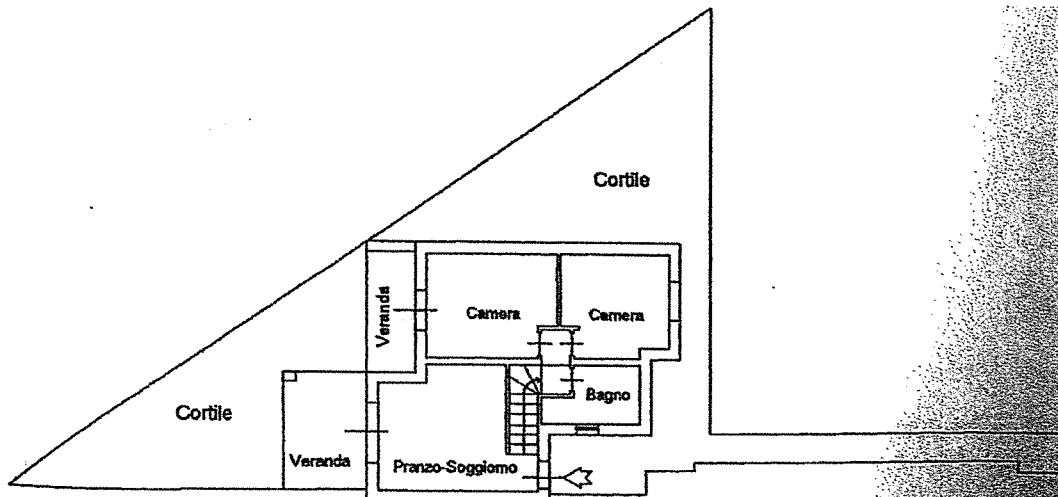 Cortile
Veranda
Camera
Camera
Bagno
Cortile
Veranda
Pranzo-Soggiorno